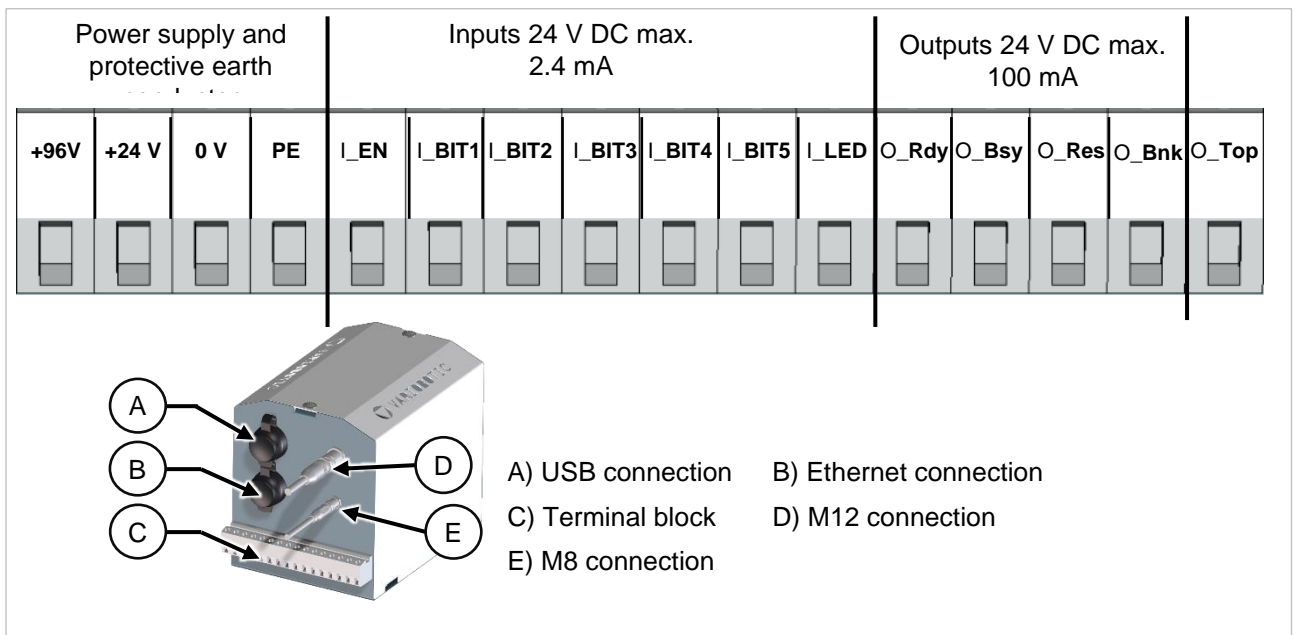 Power supply and
protective earth
Inputs 24 V DC max.
2.4 mA
Outputs 24 V DC max.
100 mA
+96V +24 V 0 V PE I_EN I_BIT1 I_BIT2 I_BIT3 I_BIT4 I_BIT5 I_LED O_Rdy O_Bsy O_Res O_Bnk O_Top
A
B
C
D
E
A) USB connection B) Ethernet connection
C) Terminal block D) M12 connection
E) M8 connection